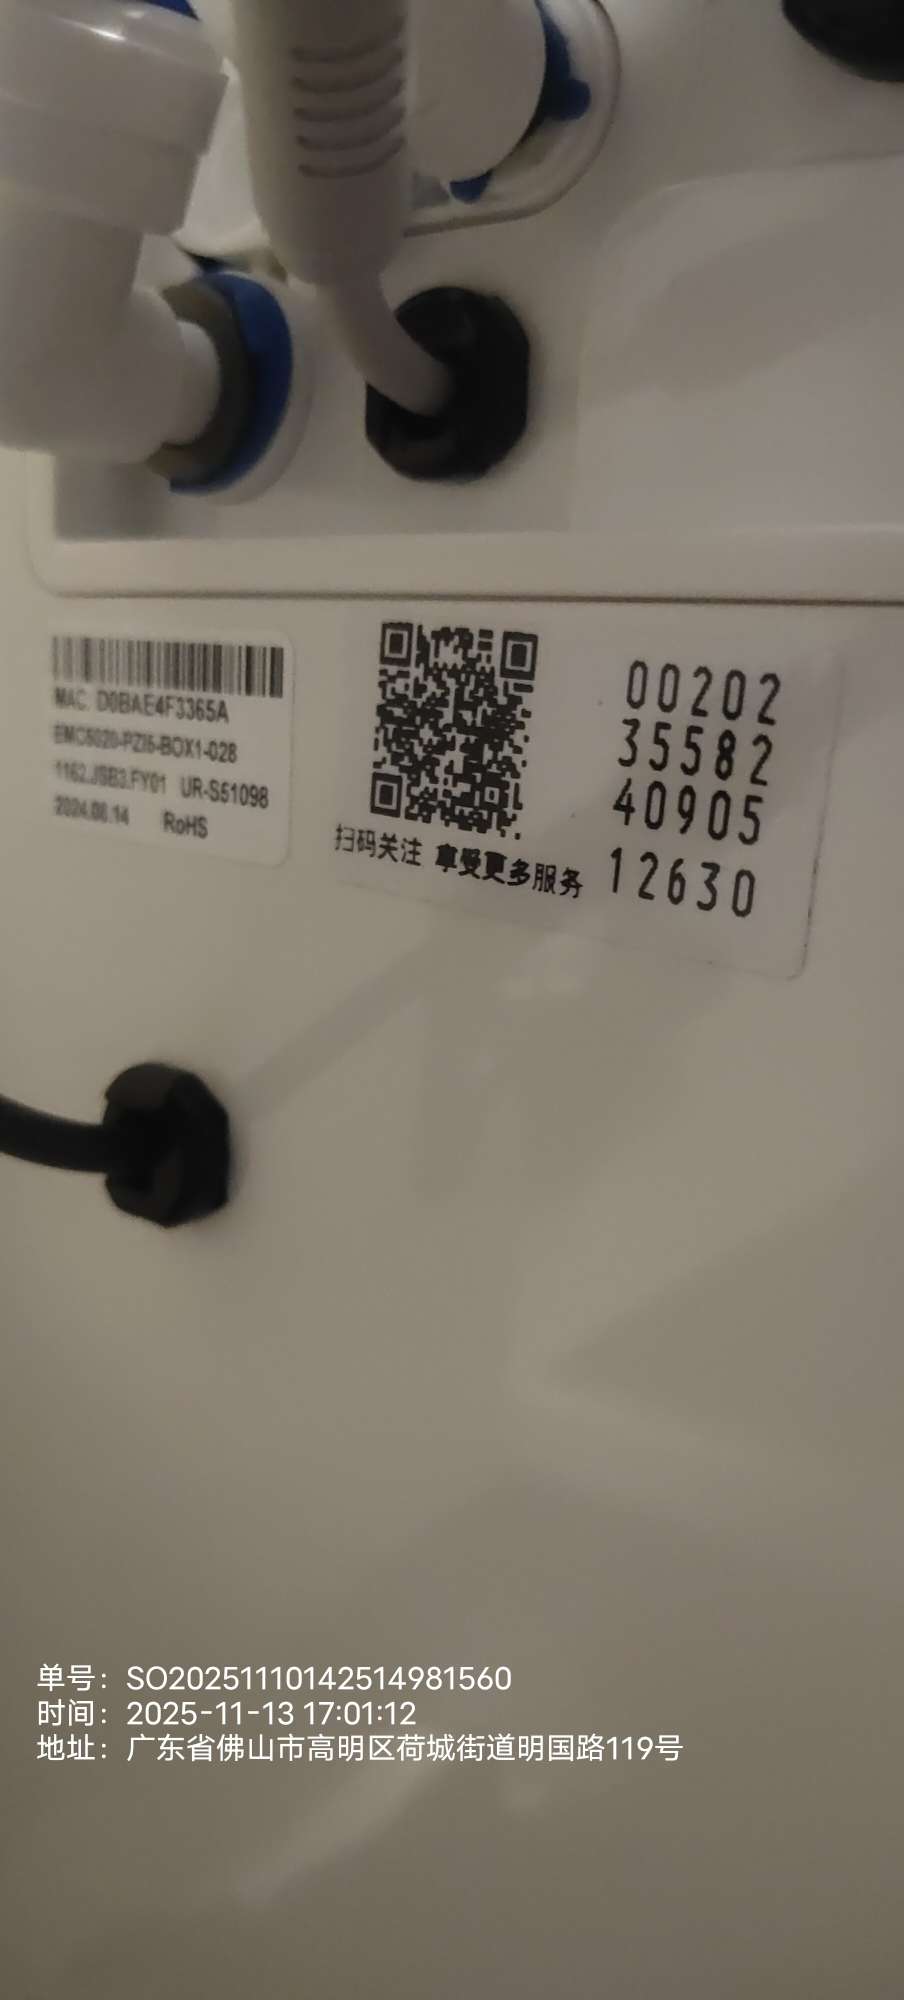 MAC: D0BAE4F3365A
EMC5020-PZI5-BOX1-028
1162.JSB3.FY01 UR-S51098
2024.08.14 RoHS
扫码关注 享受更多服务
00202
35582
40905
12630
单号：SO20251110142514981560
时间：2025-11-13 17:01:12
地址：广东省佛山市高明区荷城街道明国路119号